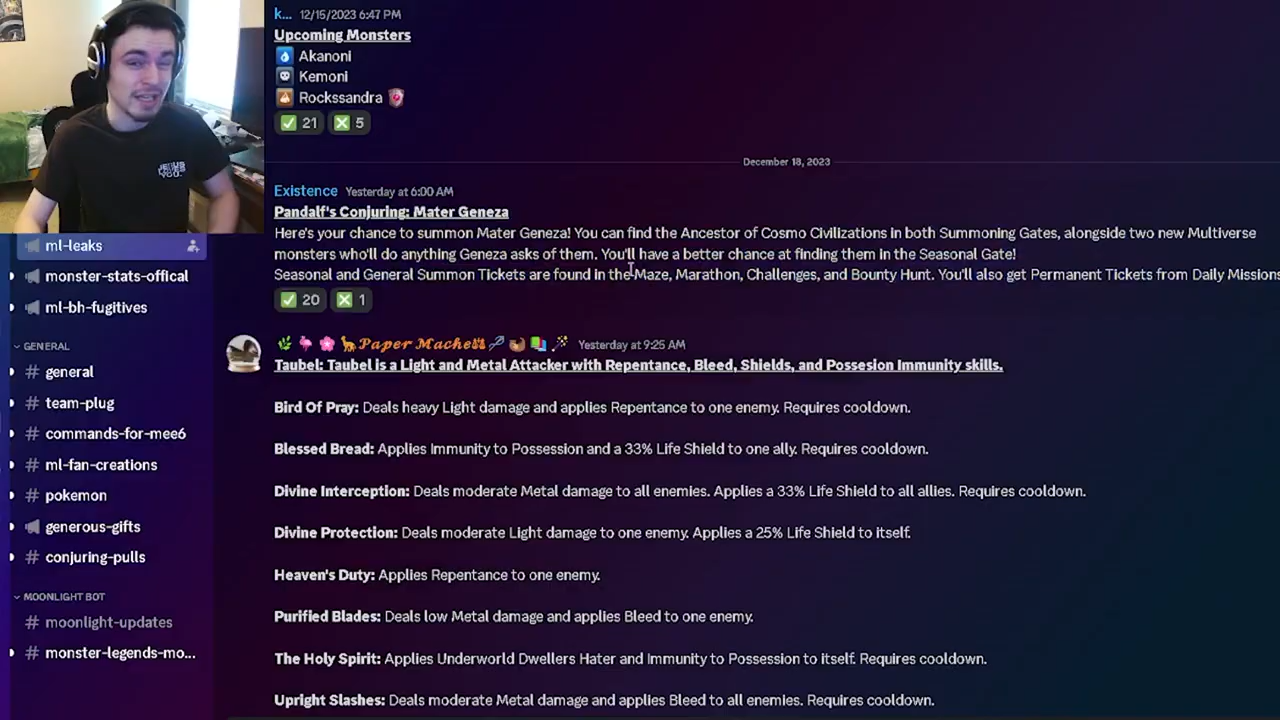 k... 12/15/2023 6:47 PM
Upcoming Monsters
Akanoni
Kemoni
Rockssandra
21 5
December 18, 2023
Existence Yesterday at 6:00 AM
Pandalf's Conjuring: Mater Geneza
Here's your chance to summon Mater Geneza! You can find the Ancestor of Cosmo Civilizations in both Summoning Gates, alongside two new Multiverse
monsters who'll do anything Geneza asks of them. You'll have a better chance at finding them in the Seasonal Gate!
Seasonal and General Summon Tickets are found in the Maze, Marathon, Challenges, and Bounty Hunt. You'll also get Permanent Tickets from Daily Missions
20 1
𝓟𝓪𝓹𝓮𝓻 𝓜𝓪𝓬𝓱𝓮 Yesterday at 9:25 AM
Taubel: Taubel is a Light and Metal Attacker with Repentance, Bleed, Shields, and Possesion Immunity skills.
Bird Of Pray: Deals heavy Light damage and applies Repentance to one enemy. Requires cooldown.
Blessed Bread: Applies Immunity to Possession and a 33% Life Shield to one ally. Requires cooldown.
Divine Interception: Deals moderate Metal damage to all enemies. Applies a 33% Life Shield to all allies. Requires cooldown.
Divine Protection: Deals moderate Light damage to one enemy. Applies a 25% Life Shield to itself.
Heaven's Duty: Applies Repentance to one enemy.
Purified Blades: Deals low Metal damage and applies Bleed to one enemy.
The Holy Spirit: Applies Underworld Dwellers Hater and Immunity to Possession to itself. Requires cooldown.
Upright Slashes: Deals moderate Metal damage and applies Bleed to all enemies. Requires cooldown.
ml-leaks
monster-stats-offical
ml-bh-fugitives
GENERAL
# general
# team-plug
# commands-for-mee6
# ml-fan-creations
# pokemon
generous-gifts
# conjuring-pulls
MOONLIGHT BOT
# moonlight-updates
# monster-legends-mo...
JESUS
LOVES
YOU.